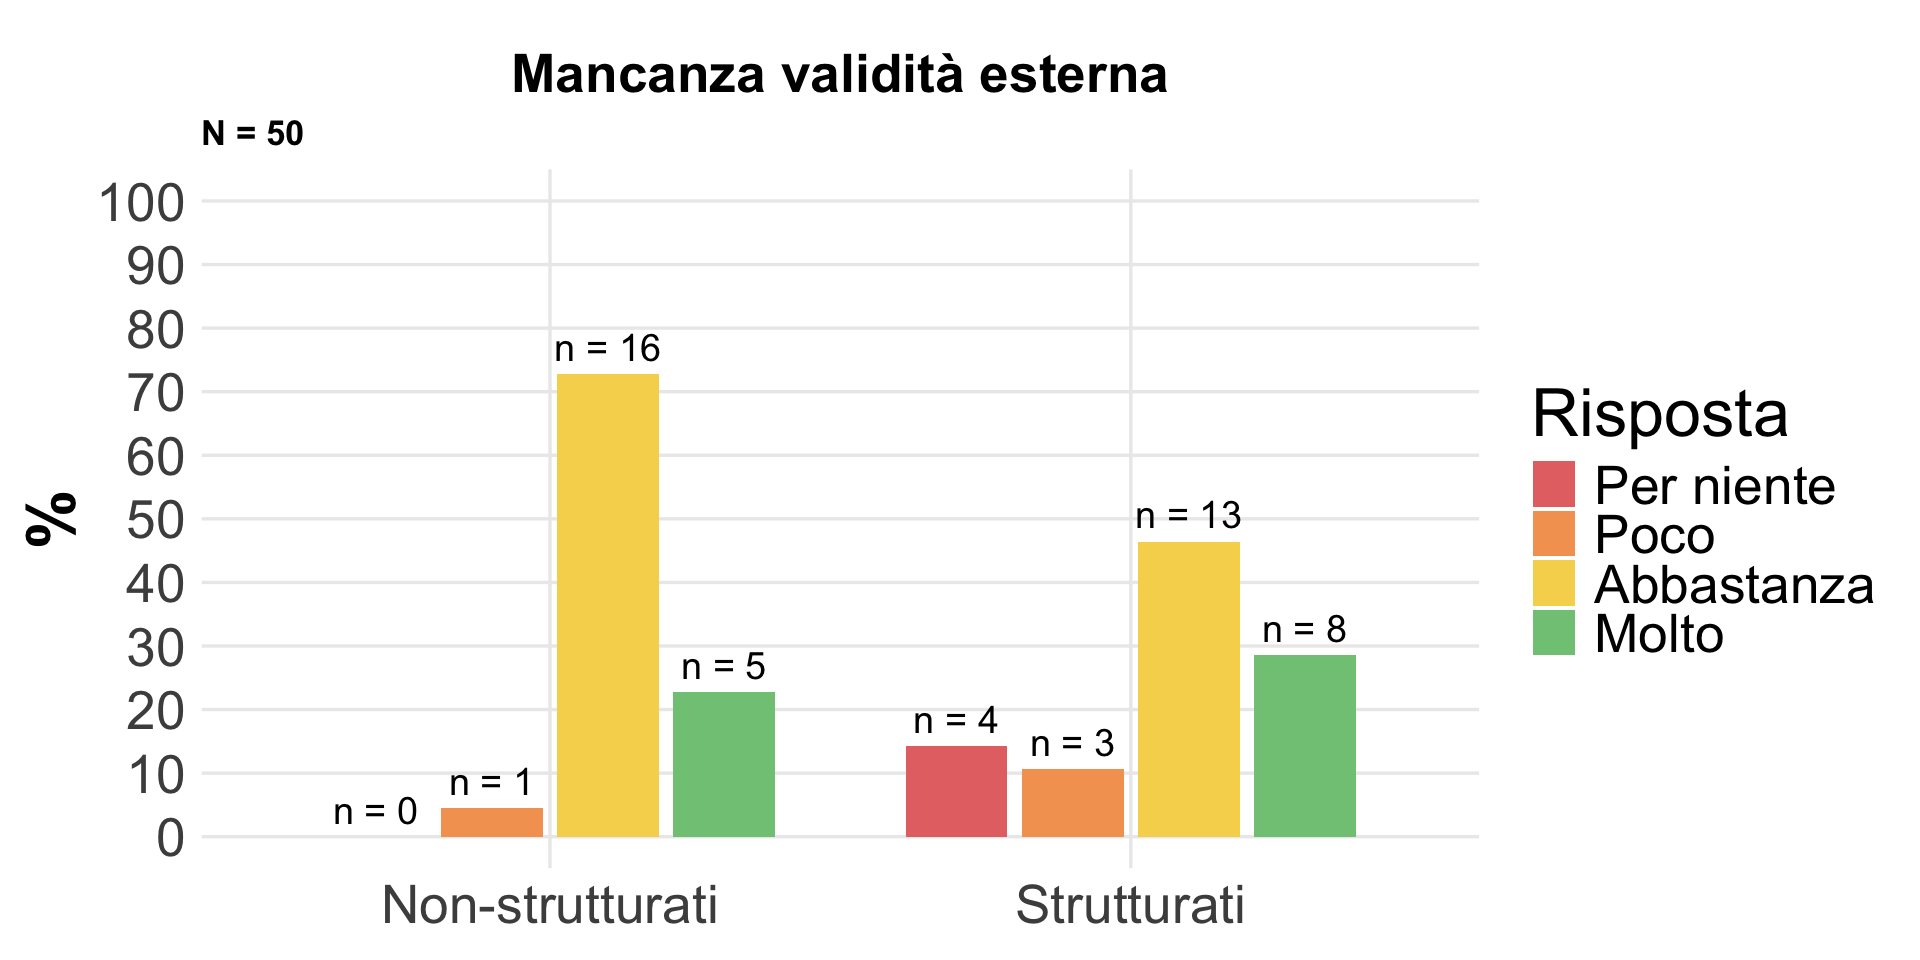 Mancanza validità esterna
N = 50
%
100
90
80
70
60
50
40
30
20
10
0
n = 0
n = 1
n = 16
n = 5
n = 4
n = 3
n = 13
n = 8
Non-strutturati
Strutturati
Risposta
Per niente
Poco
Abbastanza
Molto